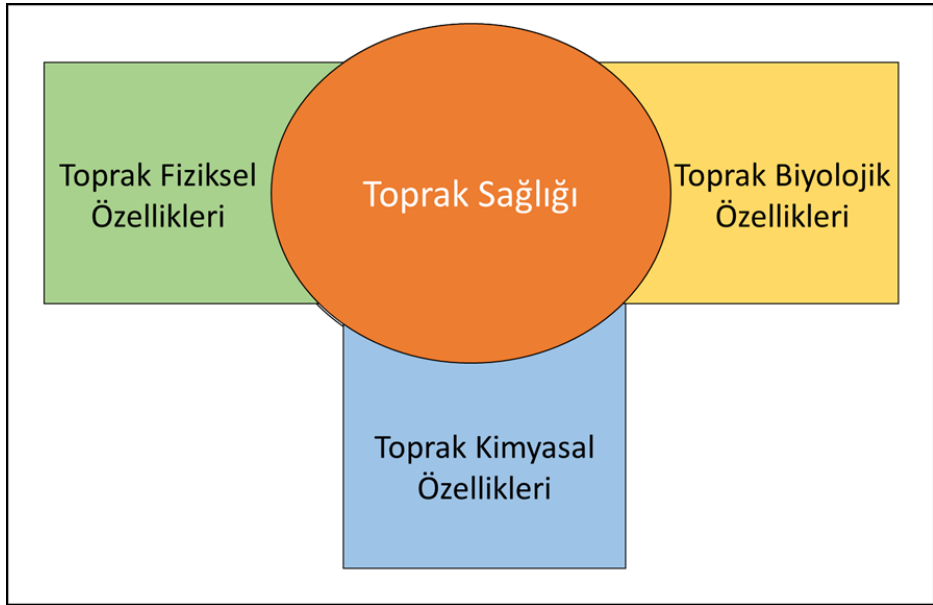 Toprak Fiziksel
Özellikleri
Toprak Sağlığı
Toprak Biyolojik
Özellikleri
Toprak Kimyasal
Özellikleri